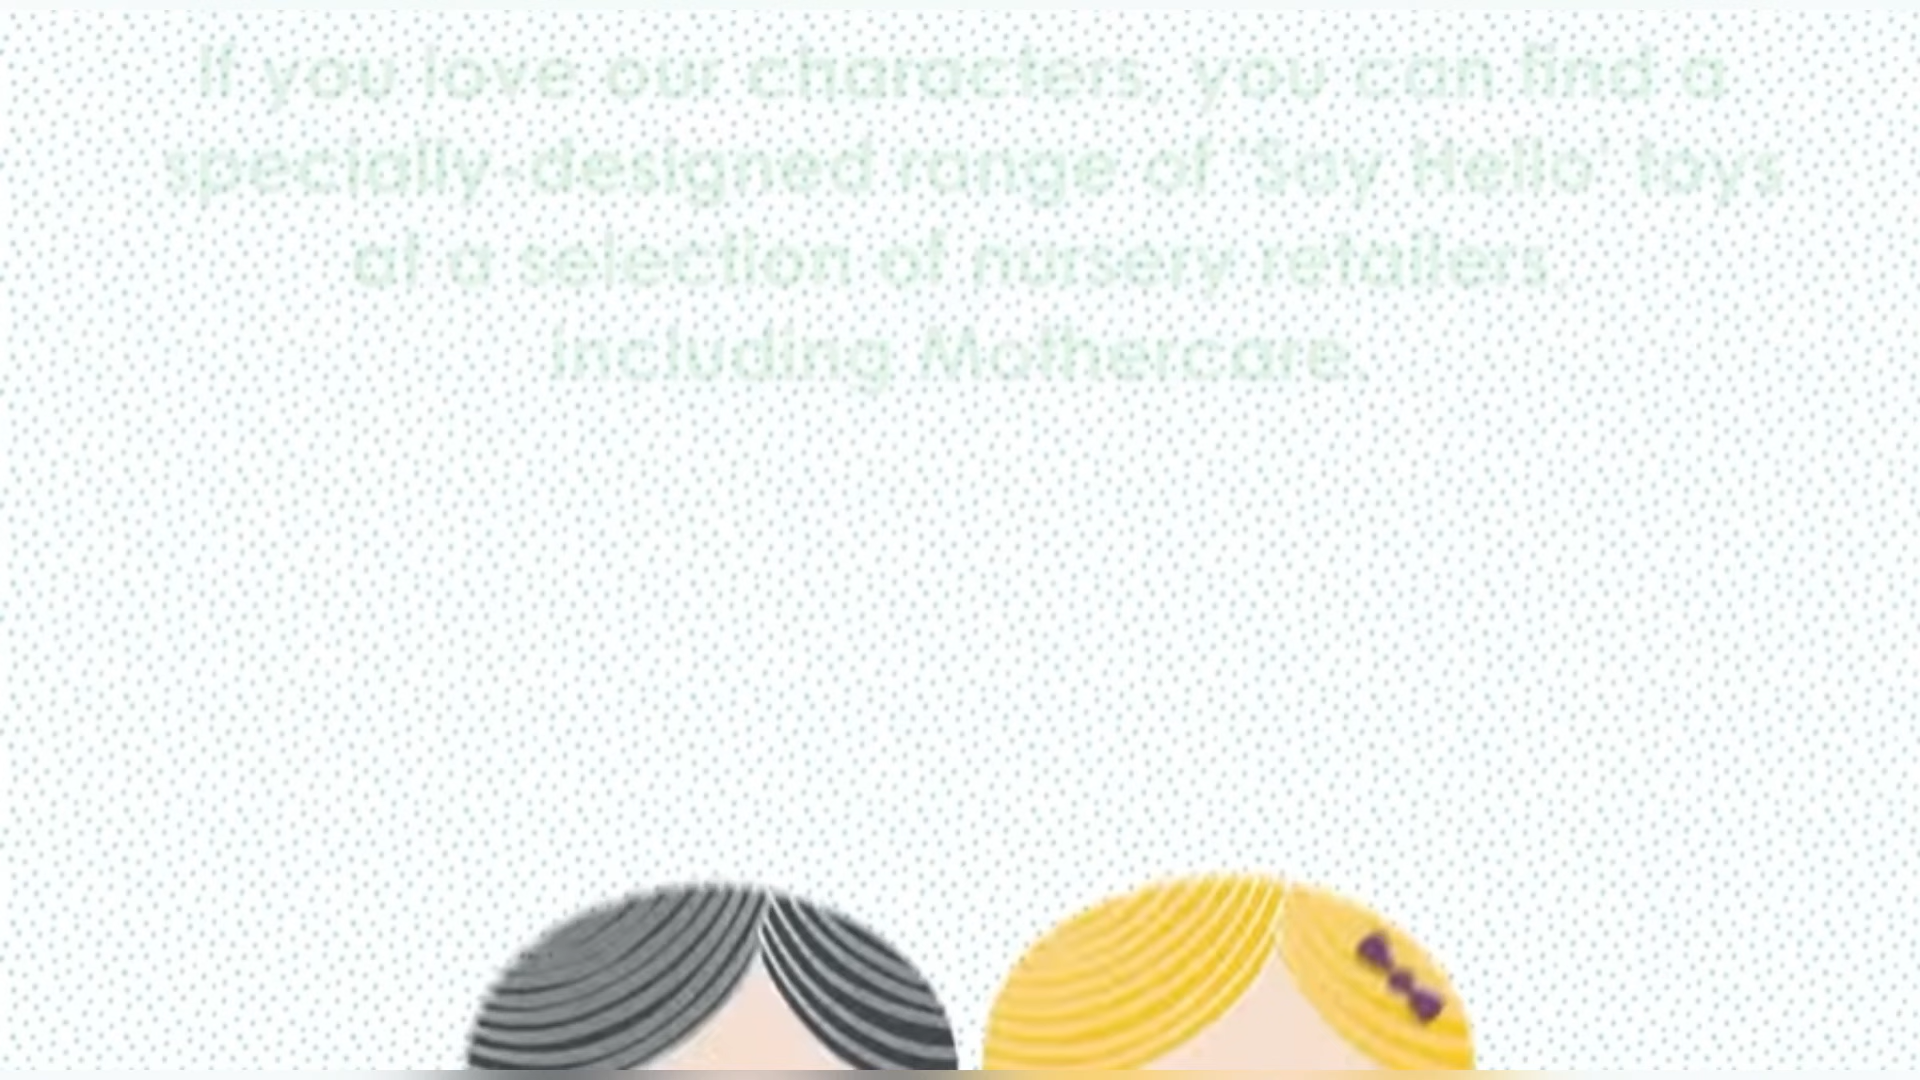 If you love our characters, you can find a
specially-designed range of 'Say Hello' toys
at a selection of nursery retailers
including Mothercare.